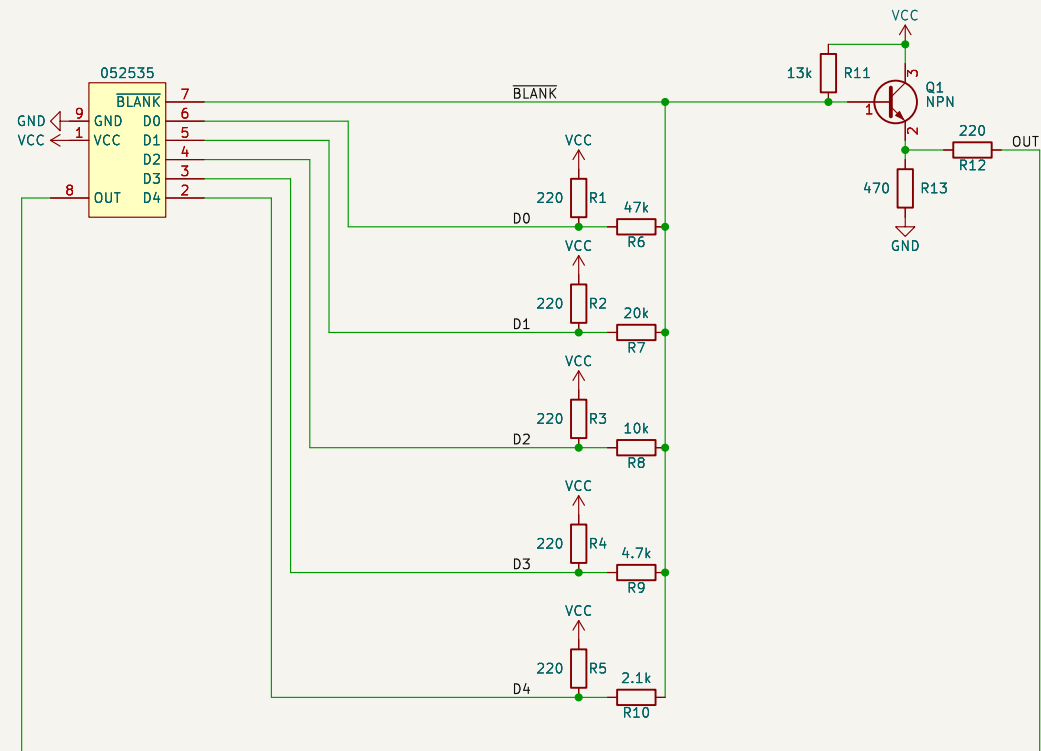 052535
BLANK
7
9
GND
GND
D0
6
VCC
1
VCC
D1
5
D2
4
D3
3
8
OUT
D4
2
BLANK
VCC
13k
R11
3
Q1
NPN
1
2
220
R12
OUT
470
R13
GND
VCC
220
R1
D0
47k
R6
VCC
220
R2
D1
20k
R7
VCC
220
R3
D2
10k
R8
VCC
220
R4
D3
4.7k
R9
VCC
220
R5
D4
2.1k
R10